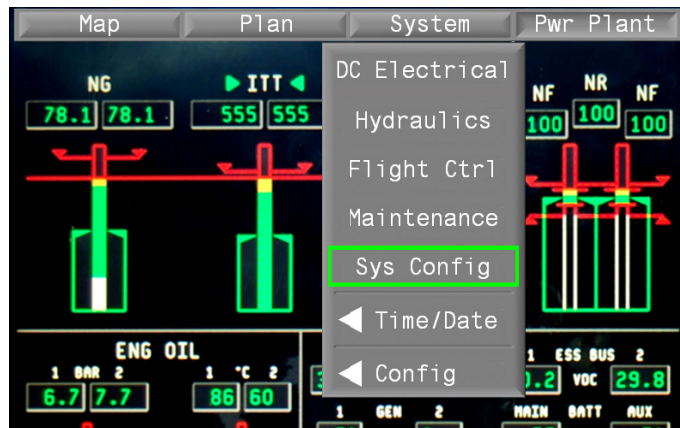 Map Plan System Pwr Plant
DC Electrical
NG ITT NF NR NF
78.1 78.1 555 555 100 100 100
Hydraulics
Flight Ctrl
Maintenance
Sys Config
Time/Date
ENG OIL 1 ESS BUS 2
1 BAR 2 1 °C 2 Config VDC 29.8
6.7 7.7 86 60
1 GEN 2 MAIN BATT AUX